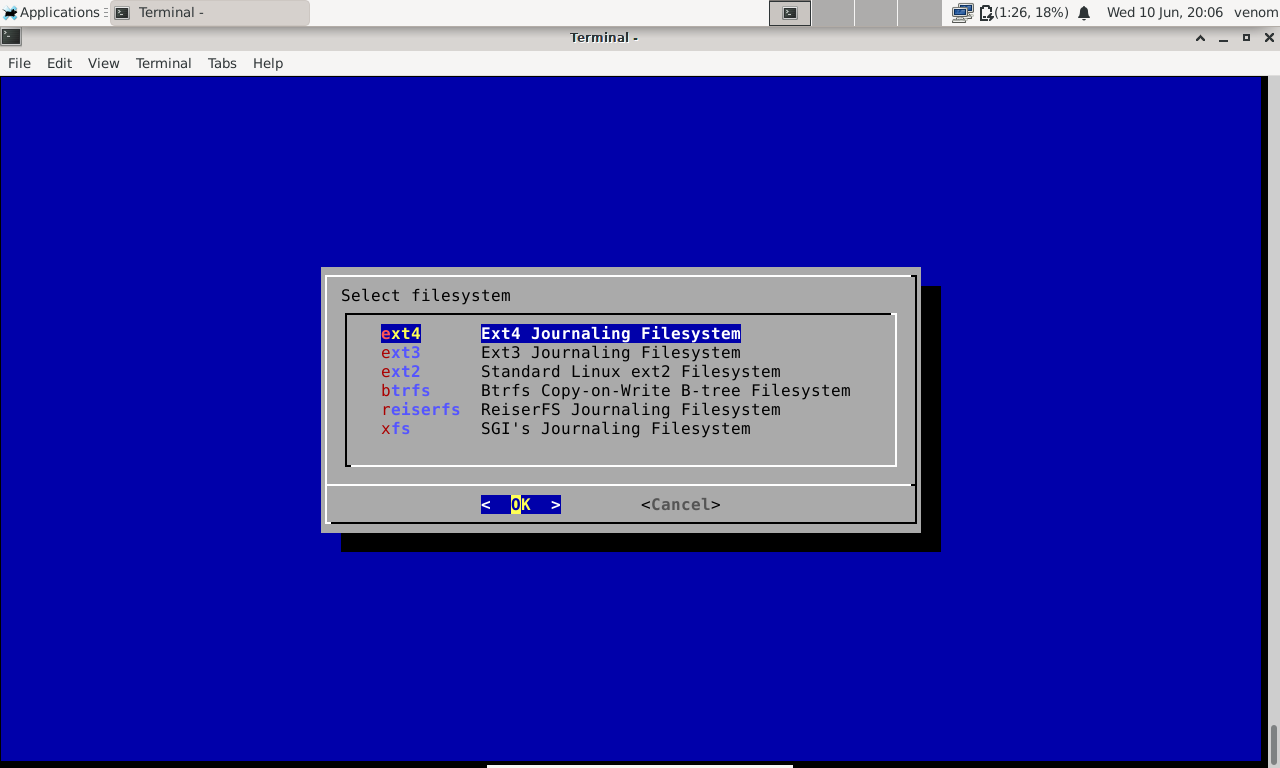 Applications Terminal - (1:26, 18%) Wed 10 Jun, 20:06 venom
Terminal -
File Edit View Terminal Tabs Help
Select filesystem
ext4 Ext4 Journaling Filesystem
ext3 Ext3 Journaling Filesystem
ext2 Standard Linux ext2 Filesystem
btrfs Btrfs Copy-on-Write B-tree Filesystem
reiserfs ReiserFS Journaling Filesystem
xfs SGI's Journaling Filesystem
< OK > <Cancel>